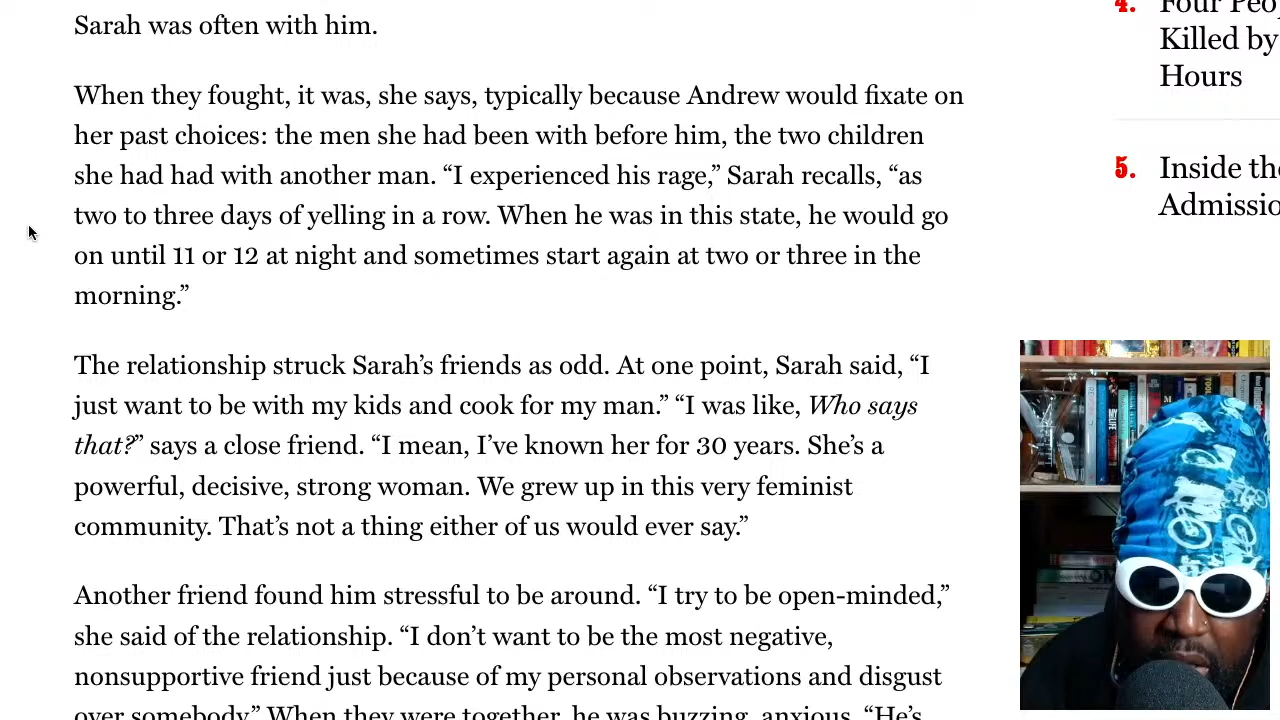 Sarah was often with him.
When they fought, it was, she says, typically because Andrew would fixate on
her past choices: the men she had been with before him, the two children
she had had with another man. “I experienced his rage,” Sarah recalls, “as
two to three days of yelling in a row. When he was in this state, he would go
on until 11 or 12 at night and sometimes start again at two or three in the
morning.”
The relationship struck Sarah’s friends as odd. At one point, Sarah said, “I
just want to be with my kids and cook for my man.” “I was like, Who says
that?” says a close friend. “I mean, I’ve known her for 30 years. She’s a
powerful, decisive, strong woman. We grew up in this very feminist
community. That’s not a thing either of us would ever say.”
Another friend found him stressful to be around. “I try to be open-minded,”
she said of the relationship. “I don’t want to be the most negative,
nonsupportive friend just because of my personal observations and disgust
over somebody.” When they were together, he was buzzing, anxious. “He’s
4. Four
Killed by
Hours
5. Inside